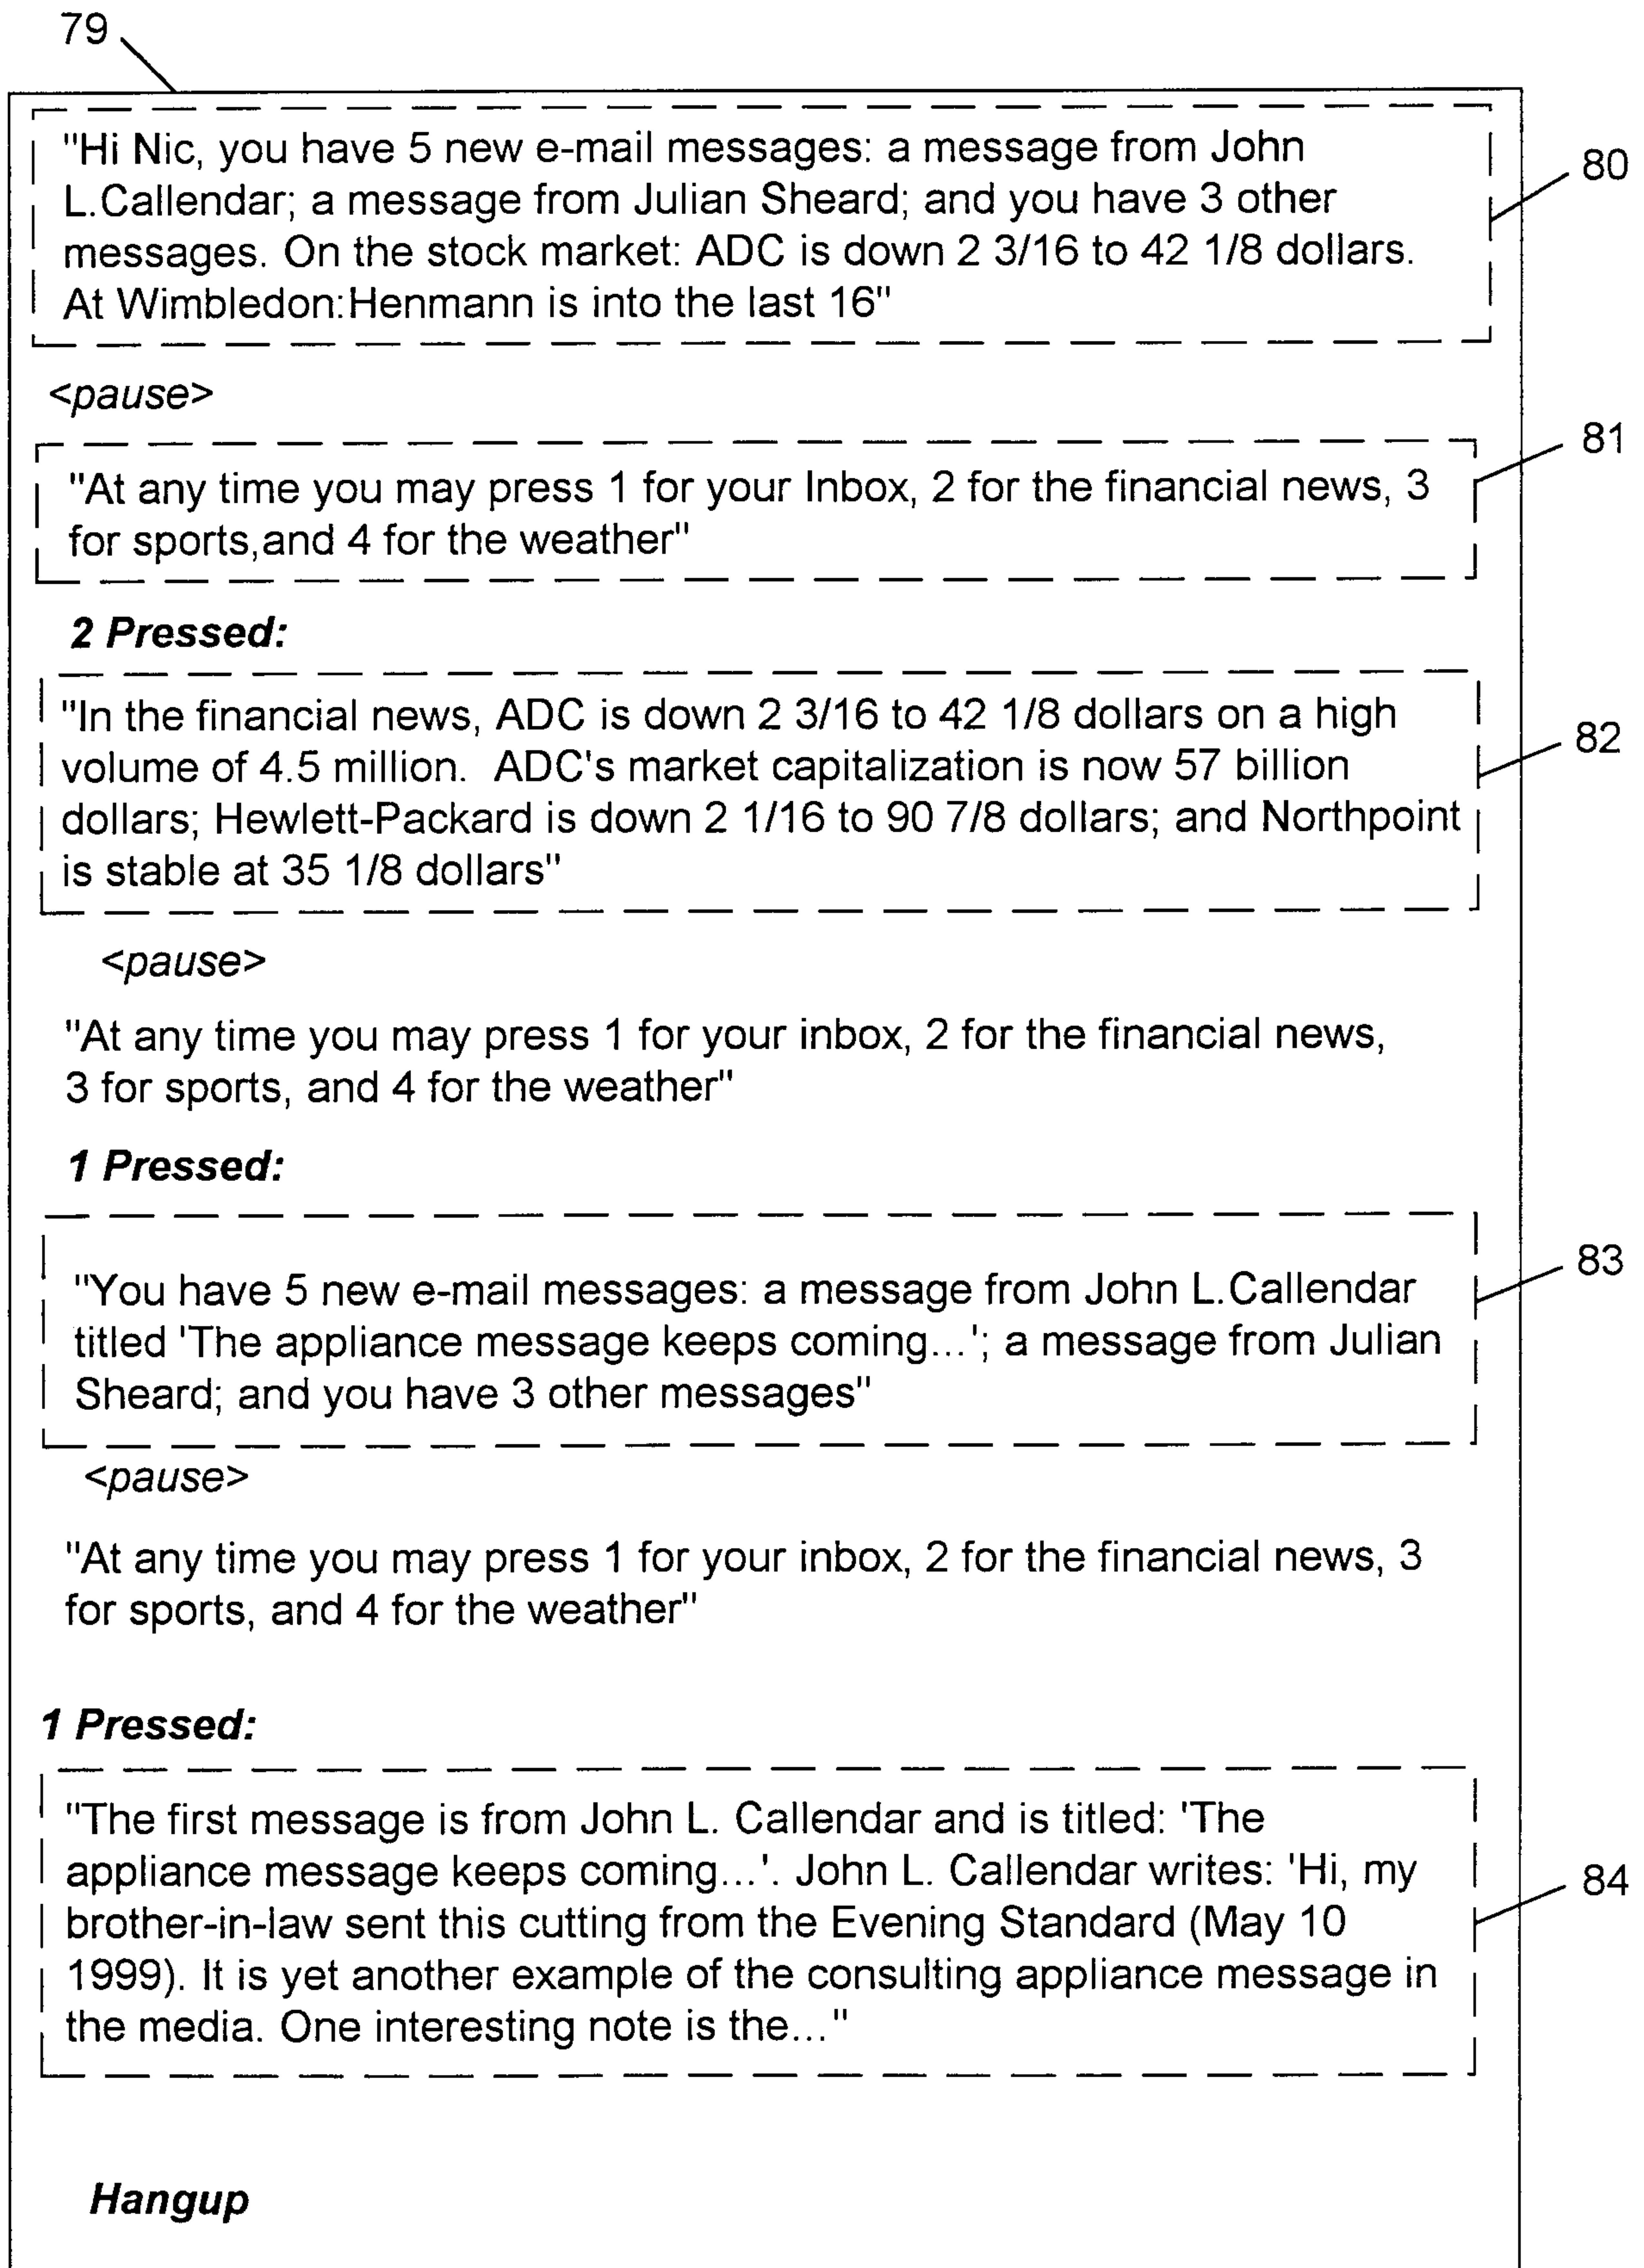 79
"Hi Nic, you have 5 new e-mail messages: a message from John
L.Callendar; a message from Julian Sheard; and you have 3 other
messages. On the stock market: ADC is down 2 3/16 to 42 1/8 dollars.
At Wimbledon:Henmann is into the last 16"
80
<pause>
81
"At any time you may press 1 for your Inbox, 2 for the financial news, 3
for sports,and 4 for the weather"
2 Pressed:
"In the financial news, ADC is down 2 3/16 to 42 1/8 dollars on a high
volume of 4.5 million.  ADC's market capitalization is now 57 billion
dollars; Hewlett-Packard is down 2 1/16 to 90 7/8 dollars; and Northpoint
is stable at 35 1/8 dollars"
82
<pause>
"At any time you may press 1 for your inbox, 2 for the financial news,
3 for sports, and 4 for the weather"
1 Pressed:
83
"You have 5 new e-mail messages: a message from John L.Callendar
titled 'The appliance message keeps coming...'; a message from Julian
Sheard; and you have 3 other messages"
<pause>
"At any time you may press 1 for your inbox, 2 for the financial news, 3
for sports, and 4 for the weather"
1 Pressed:
"The first message is from John L. Callendar and is titled: 'The
appliance message keeps coming...'. John L. Callendar writes: 'Hi, my
brother-in-law sent this cutting from the Evening Standard (May 10
1999). It is yet another example of the consulting appliance message in
the media. One interesting note is the..."
84
Hangup